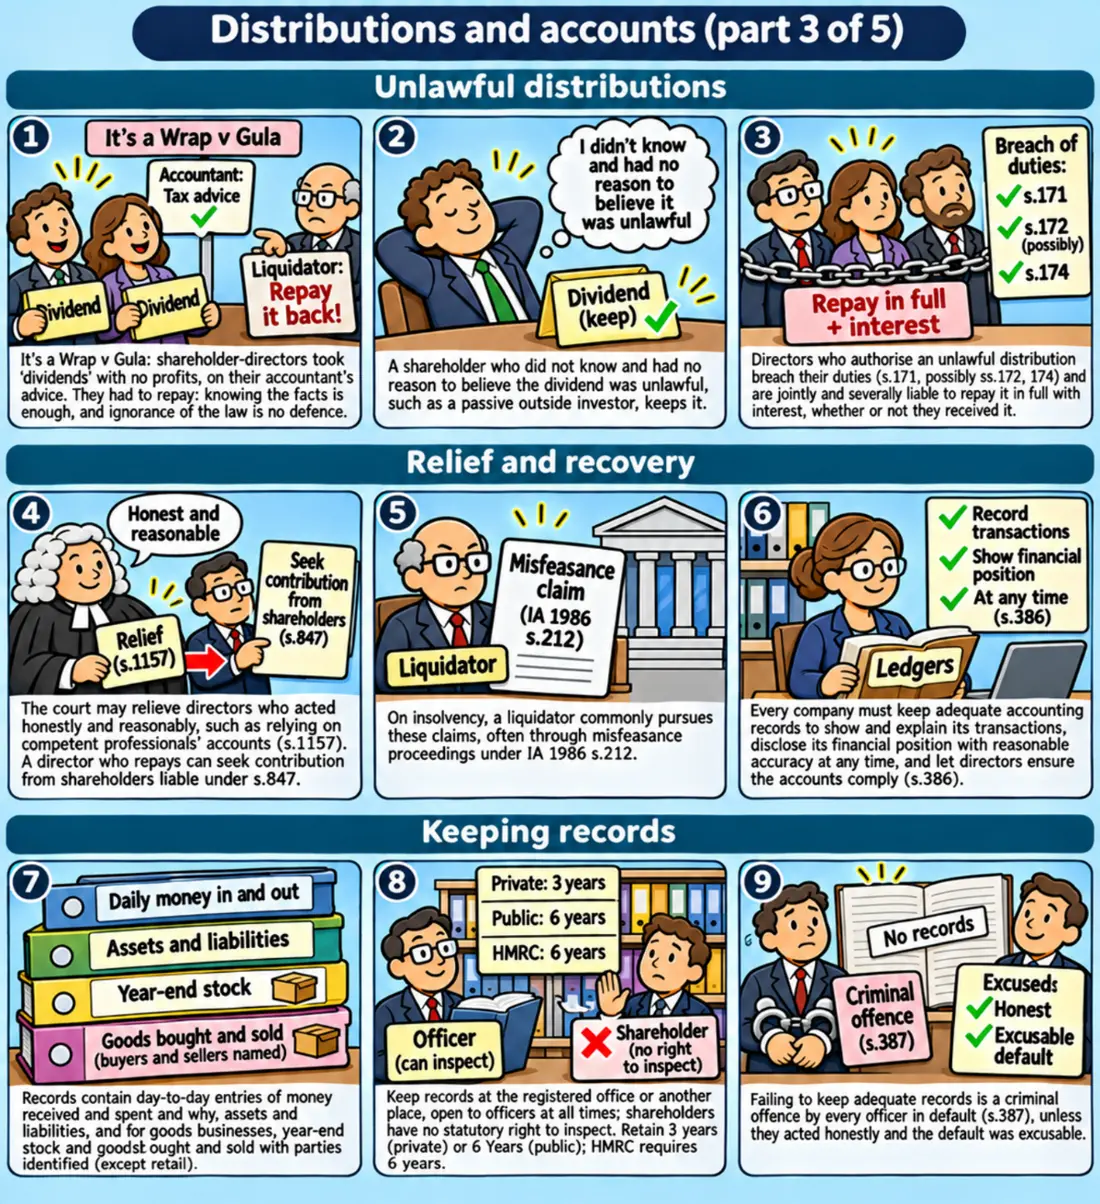 Distributions and accounts (part 3 of 5)
Unlawful distributions
1
It's a Wrap v Gula
Accountant:
Tax advice
Dividend
Dividend
Liquidator:
Repay
it back!
It's a Wrap v Gula: shareholder-directors took
'dividends' with no profits, on their accountant's
advice. They had to repay: knowing the facts is
enough, and ignorance of the law is no defence.
2
I didn't know
and had no
reason to
believe it
was unlawful
Dividend
(keep)
A shareholder who did not know and had no
reason to believe the dividend was unlawful,
such as a passive outside investor, keeps it.
3
Breach of
duties:
s.171
s.172
(possibly)
s.174
Repay in full
+ interest
Directors who authorise an unlawful distribution
breach their duties (s.171, possibly ss.172, 174) and
are jointly and severally liable to repay it in full with
interest, whether or not they received it.
Relief and recovery
4
Honest and
reasonable
Relief
(s.1157)
Seek
contribution
from
shareholders
(s.847)
The court may relieve directors who acted
honestly and reasonably, such as relying on
competent professionals' accounts (s.1157).
A director who repays can seek contribution
from shareholders liable under s.847.
5
Misfeasance
claim
(IA 1986
s.212)
Liquidator
On insolvency, a liquidator commonly pursues
these claims, often through misfeasance
proceedings under IA 1986 s.212.
6
Record
transactions
Show financial
position
At any time
(s.386)
Ledgers
Every company must keep adequate accounting
records to show and explain its transactions,
disclose its financial position with reasonable
accuracy at any time, and let directors ensure
the accounts comply (s.386).
Keeping records
7
Daily money in and out
Assets and liabilities
Year-end stock
Goods bought and sold
(buyers and sellers named)
Records contain day-to-day entries of money
received and spent and why, assets and
liabilities, and for goods businesses, year-end
stock and goodsƚ ought and sold with parties
identified (except retail).
8
Private: 3 years
Public: 6 years
HMRC: 6 years
Officer
(can inspect)
Shareholder
(no right
to inspect)
Keep records at the registered office or another
place, open to officers at all times; shareholders
have no statutory right to inspect. Retain 3 years
(private) or 6 Years (public); HMRC requires
6 years.
9
No records
Criminal
offence
(s.387)
Excuseds
Honest
Excusable
default
Failing to keep adequate records is a criminal
offence by every officer in default (s.387), unless
they acted honestly and the default was excusable.